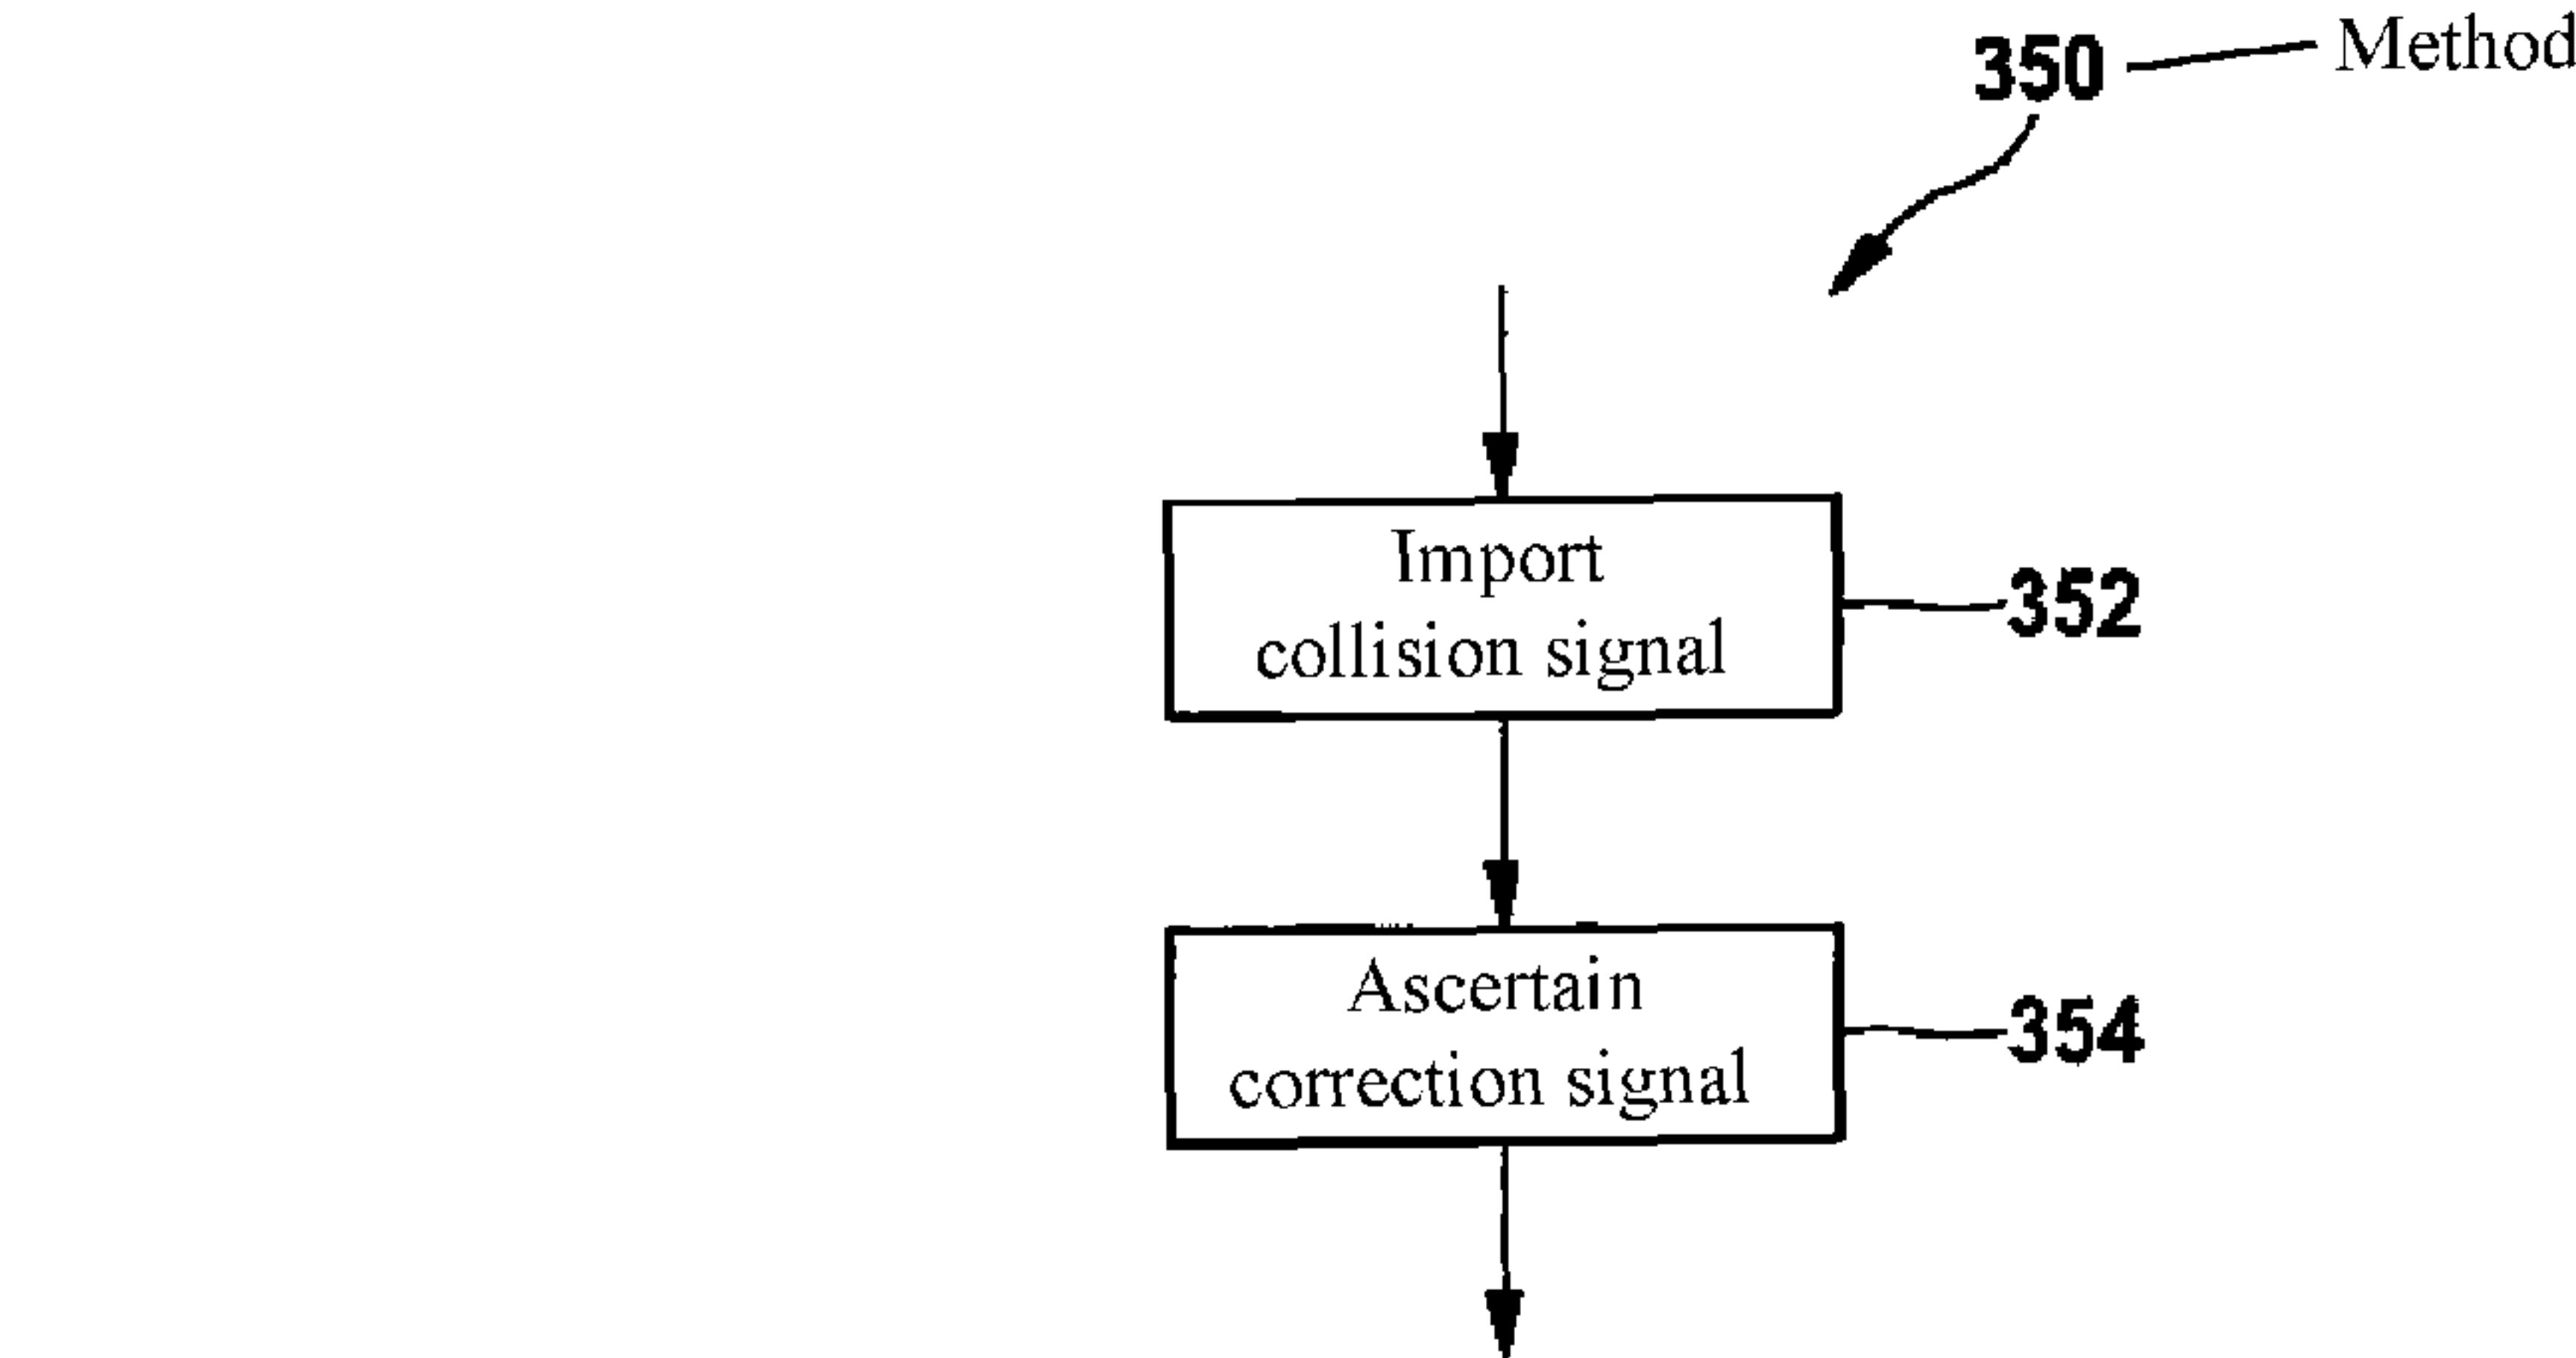 350 Method
Import
collision signal
352
Ascertain
correction signal
354